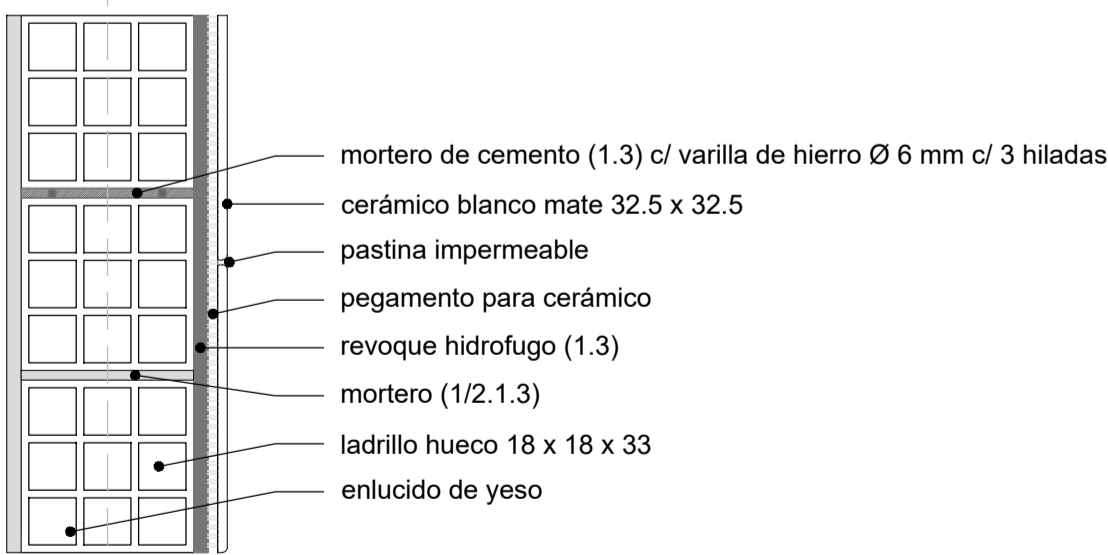 mortero de cemento (1.3) c/ varilla de hierro Ø 6 mm c/ 3 hiladas
cerámico blanco mate 32.5 x 32.5
pastina impermeable
pegamento para cerámico
revoque hidrofugo (1.3)
mortero (1/2.1.3)
ladrillo hueco 18 x 18 x 33
enlucido de yeso